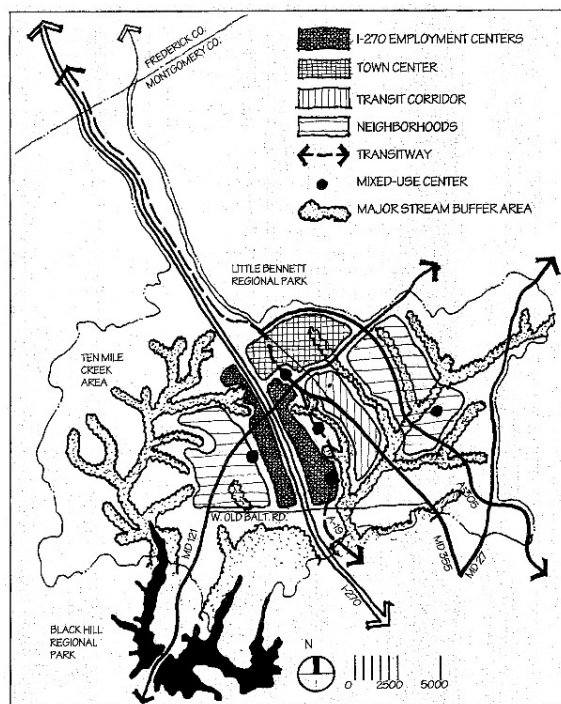 FREDERICK CO.
MONTGOMERY CO.
I-270 EMPLOYMENT CENTERS
TOWN CENTER
TRANSIT CORRIDOR
NEIGHBORHOODS
TRANSITWAY
MIXED-USE CENTER
MAJOR STREAM BUFFER AREA
LITTLE BENNETT
REGIONAL PARK
TEN MILE
CREEK
AREA
W. OLD BALT. RD.
MD 121
A-19
I-270
MD 355
MD 27
BLACK HILL
REGIONAL
PARK
N
0 2500 5000